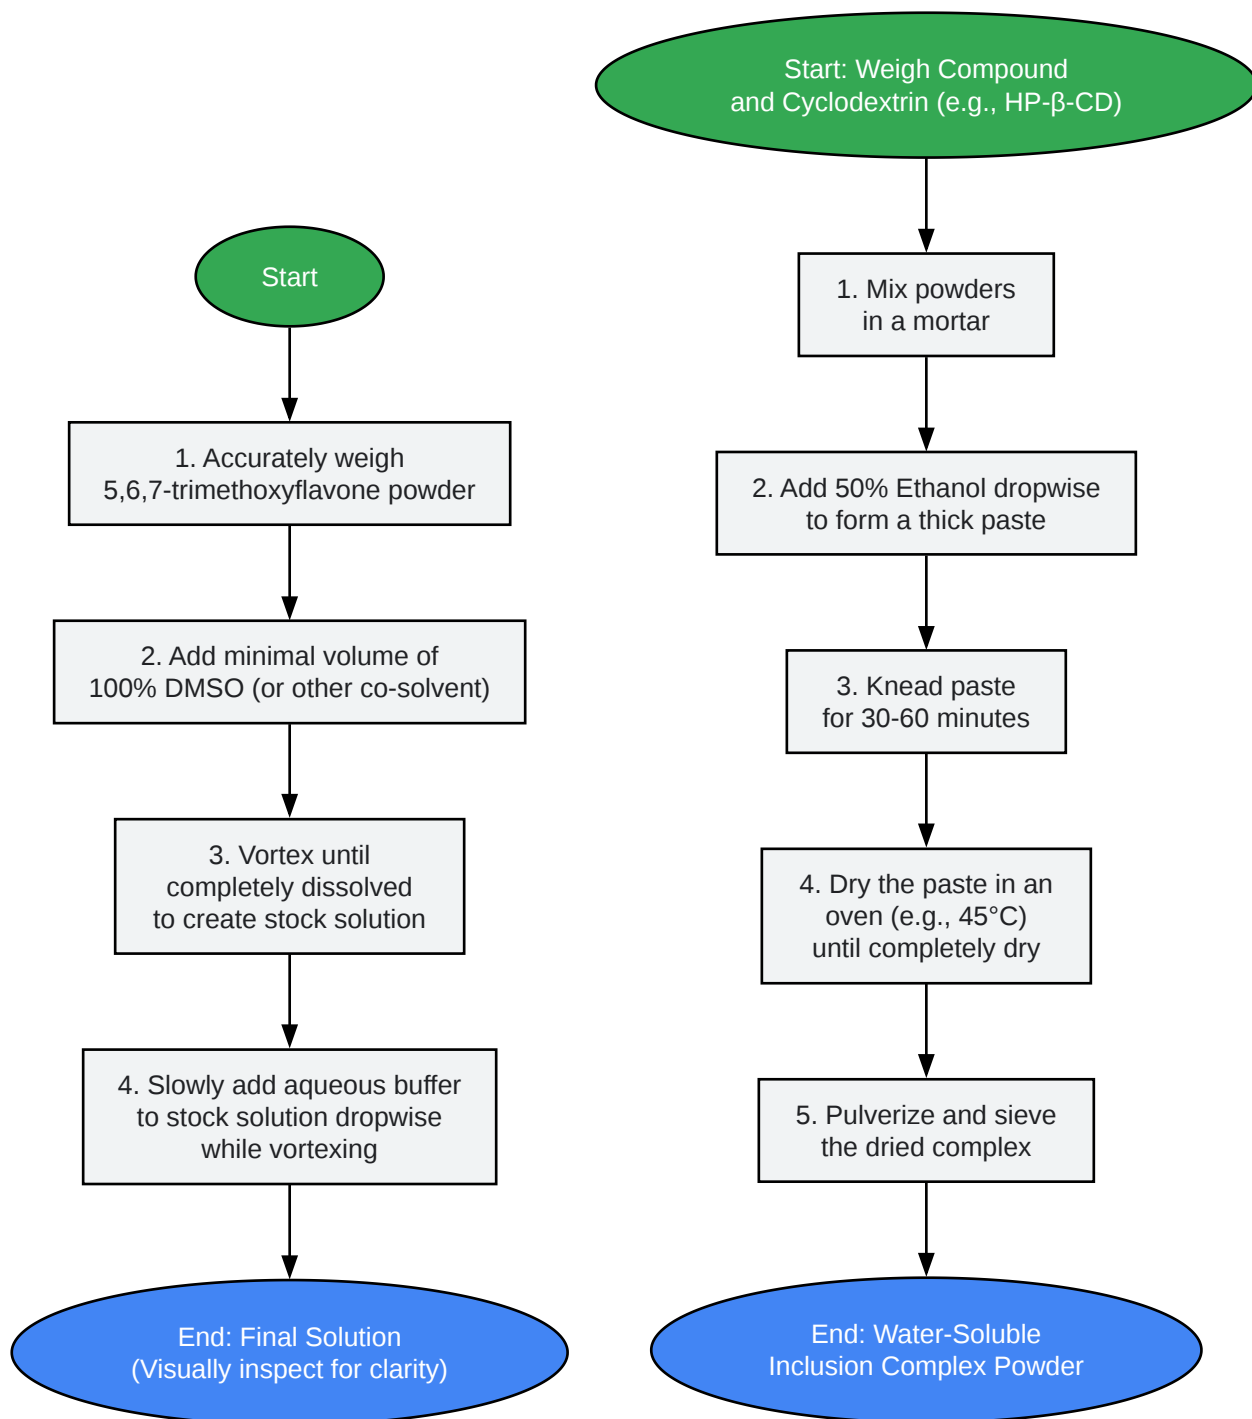 Start
1. Accurately weigh
5,6,7-trimethoxyflavone powder
2. Add minimal volume of
100% DMSO (or other co-solvent)
3. Vortex until
completely dissolved
to create stock solution
4. Slowly add aqueous buffer
to stock solution dropwise
while vortexing
End: Final Solution
(Visually inspect for clarity)
Start: Weigh Compound
and Cyclodextrin (e.g., HP-β-CD)
1. Mix powders
in a mortar
2. Add 50% Ethanol dropwise
to form a thick paste
3. Knead paste
for 30-60 minutes
4. Dry the paste in an
oven (e.g., 45°C)
until completely dry
5. Pulverize and sieve
the dried complex
End: Water-Soluble
Inclusion Complex Powder